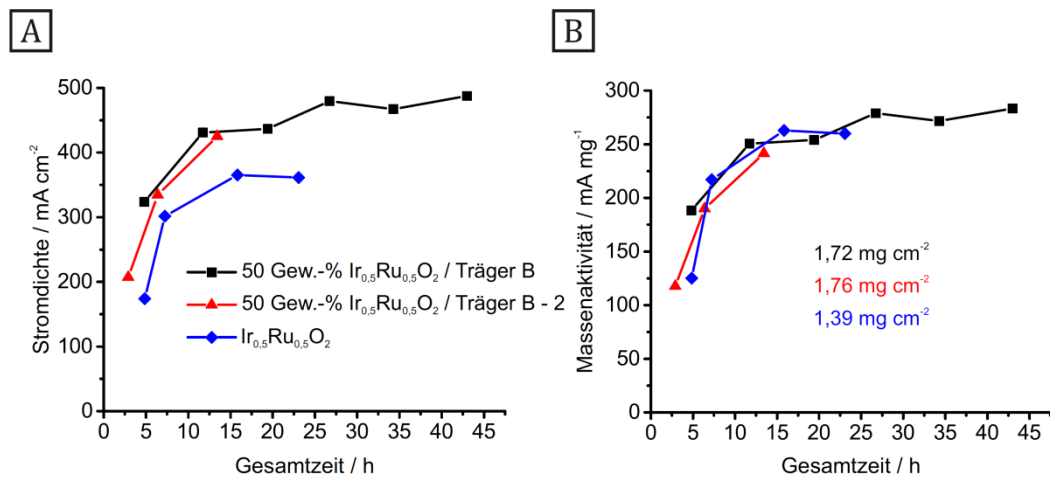 A
500
400
300
200
100
0
0 5 10 15 20 25 30 35 40 45
Stromdichte / mA cm⁻²
Gesamtzeit / h
50 Gew.-% Ir₀,₅Ru₀,₅O₂ / Träger B
50 Gew.-% Ir₀,₅Ru₀,₅O₂ / Träger B - 2
Ir₀,₅Ru₀,₅O₂
B
300
250
200
150
100
50
0
0 5 10 15 20 25 30 35 40 45
Massenaktivität / mA mg⁻¹
Gesamtzeit / h
1,72 mg cm⁻²
1,76 mg cm⁻²
1,39 mg cm⁻²